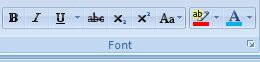 B I U abc X₂ X² Aa ab A
Font